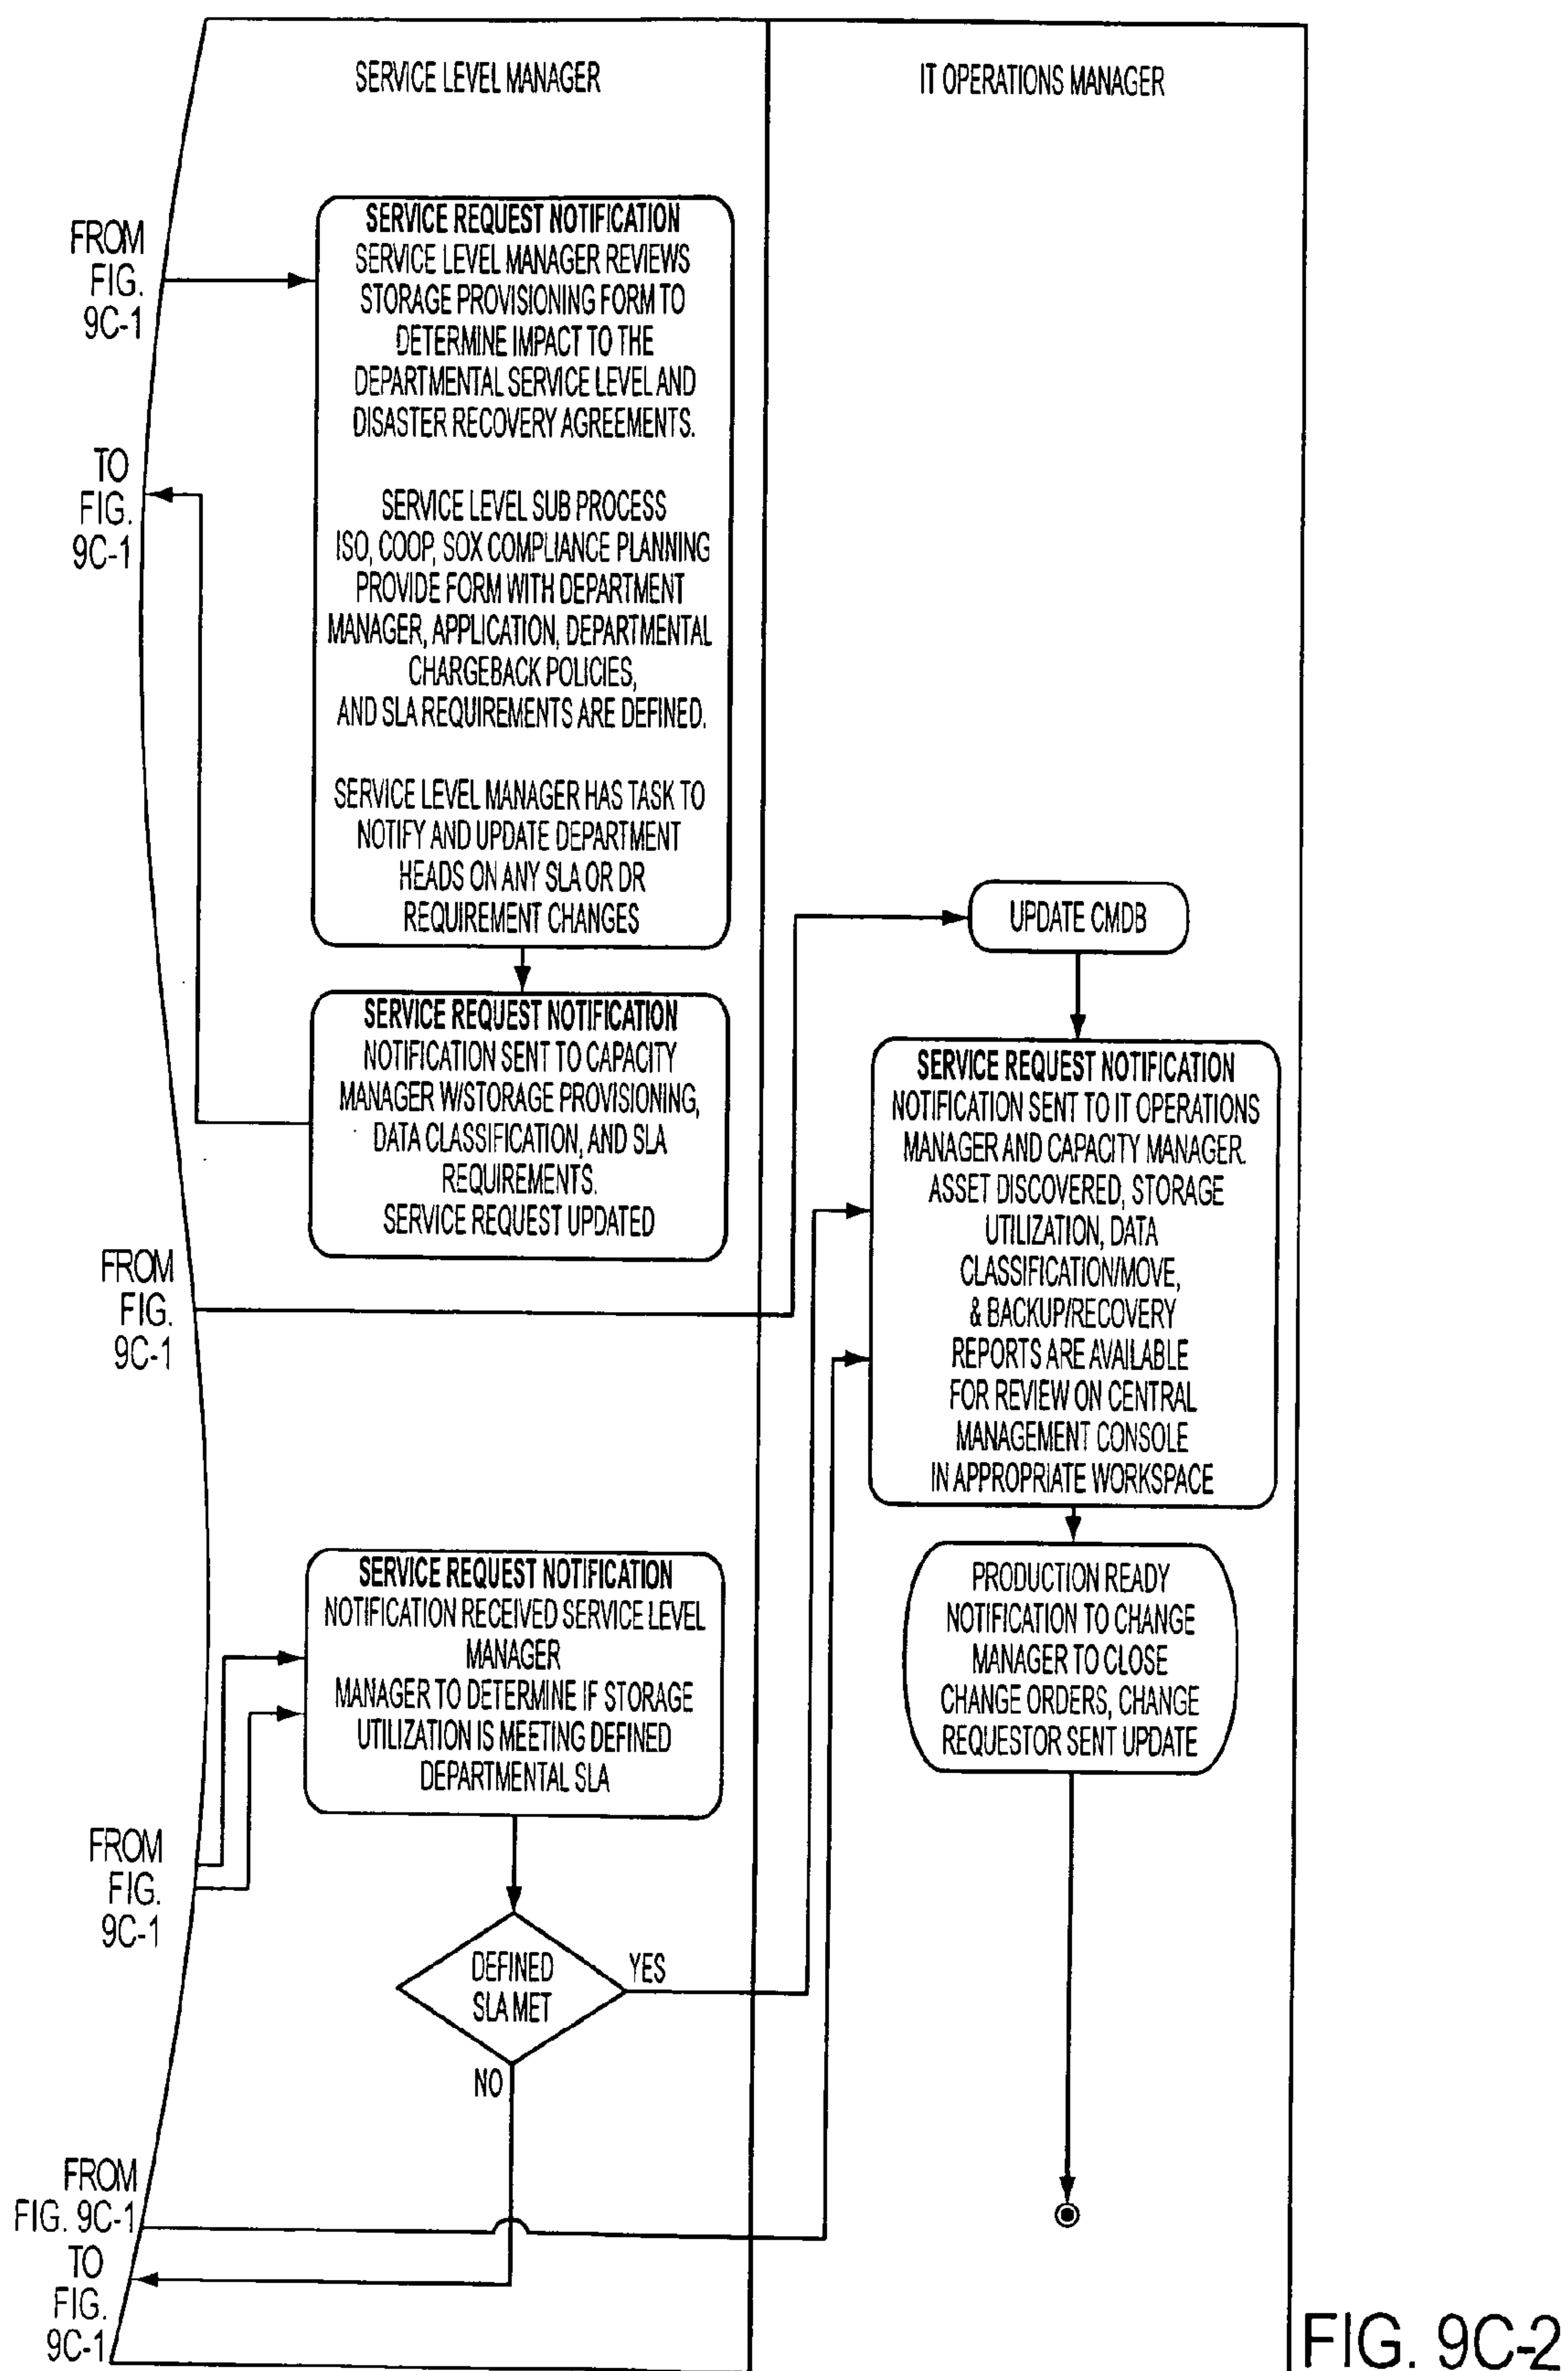 SERVICE LEVEL MANAGER
IT OPERATIONS MANAGER
FROM
FIG.
9C-1
SERVICE REQUEST NOTIFICATION
SERVICE LEVEL MANAGER REVIEWS
STORAGE PROVISIONING FORM TO
DETERMINE IMPACT TO THE
DEPARTMENTAL SERVICE LEVEL AND
DISASTER RECOVERY AGREEMENTS.
SERVICE LEVEL SUB PROCESS
ISO, COOP, SOX COMPLIANCE PLANNING
PROVIDE FORM WITH DEPARTMENT
MANAGER, APPLICATION, DEPARTMENTAL
CHARGEBACK POLICIES,
AND SLA REQUIREMENTS ARE DEFINED.
SERVICE LEVEL MANAGER HAS TASK TO
NOTIFY AND UPDATE DEPARTMENT
HEADS ON ANY SLA OR DR
REQUIREMENT CHANGES
TO
FIG.
9C-1
SERVICE REQUEST NOTIFICATION
NOTIFICATION SENT TO CAPACITY
MANAGER W/STORAGE PROVISIONING,
DATA CLASSIFICATION, AND SLA
REQUIREMENTS.
SERVICE REQUEST UPDATED
FROM
FIG.
9C-1
UPDATE CMDB
SERVICE REQUEST NOTIFICATION
NOTIFICATION SENT TO IT OPERATIONS
MANAGER AND CAPACITY MANAGER.
ASSET DISCOVERED, STORAGE
UTILIZATION, DATA
CLASSIFICATION/MOVE,
& BACKUP/RECOVERY
REPORTS ARE AVAILABLE
FOR REVIEW ON CENTRAL
MANAGEMENT CONSOLE
IN APPROPRIATE WORKSPACE
SERVICE REQUEST NOTIFICATION
NOTIFICATION RECEIVED SERVICE LEVEL
MANAGER
MANAGER TO DETERMINE IF STORAGE
UTILIZATION IS MEETING DEFINED
DEPARTMENTAL SLA
PRODUCTION READY
NOTIFICATION TO CHANGE
MANAGER TO CLOSE
CHANGE ORDERS, CHANGE
REQUESTOR SENT UPDATE
FROM
FIG.
9C-1
DEFINED
SLA MET
YES
NO
FROM
FIG. 9C-1
TO
FIG.
9C-1
FIG. 9C-2